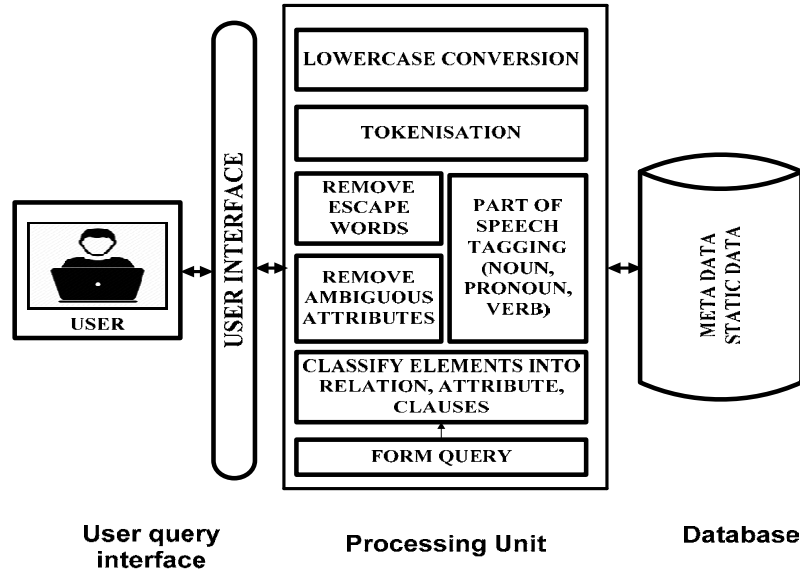 USER
USER INTERFACE
LOWERCASE CONVERSION
TOKENISATION
REMOVE
ESCAPE
WORDS
REMOVE
AMBIGUOUS
ATTRIBUTES
PART OF
SPEECH
TAGGING
(NOUN,
PRONOUN,
VERB)
CLASSIFY ELEMENTS INTO
RELATION, ATTRIBUTE,
CLAUSES
FORM QUERY
META DATA
STATIC DATA
User query
interface
Processing Unit
Database